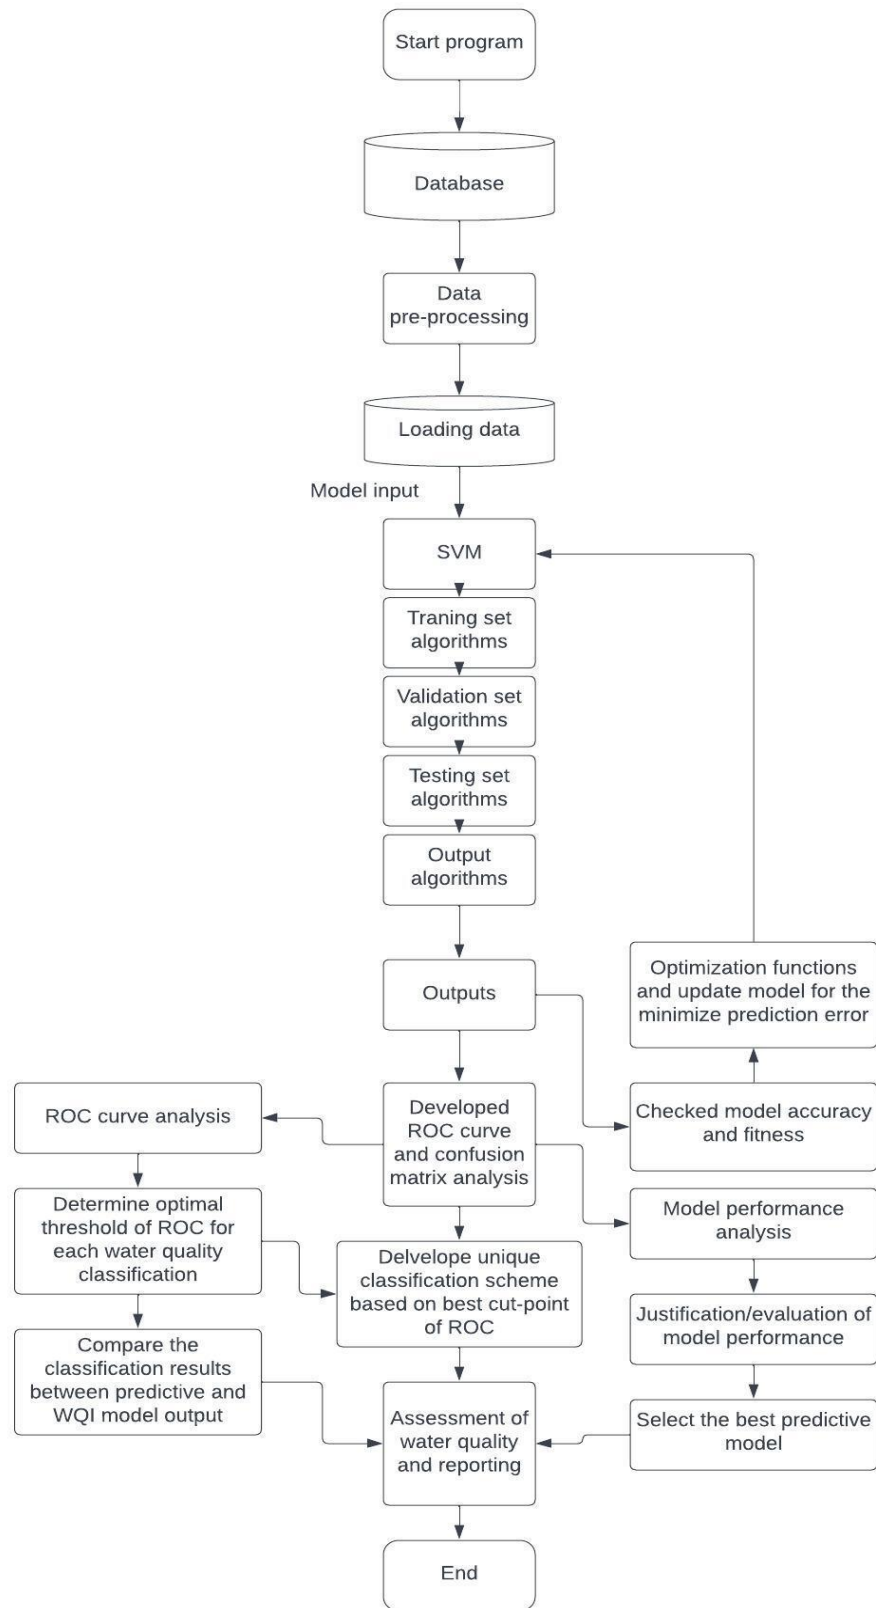 Start program
Database
Data
pre-processing
Loading data
Model input
SVM
Traning set
algorithms
Validation set
algorithms
Testing set
algorithms
Output
algorithms
Outputs
Optimization functions
and update model for the
minimize prediction error
ROC curve analysis
Developed
ROC curve
and confusion
matrix analysis
Checked model accuracy
and fitness
Determine optimal
threshold of ROC for
each water quality
classification
Model performance
analysis
Delvelope unique
classification scheme
based on best cut-point
of ROC
Justification/evaluation of
model performance
Compare the
classification results
between predictive and
WQI model output
Assessment of
water quality
and reporting
Select the best predictive
model
End